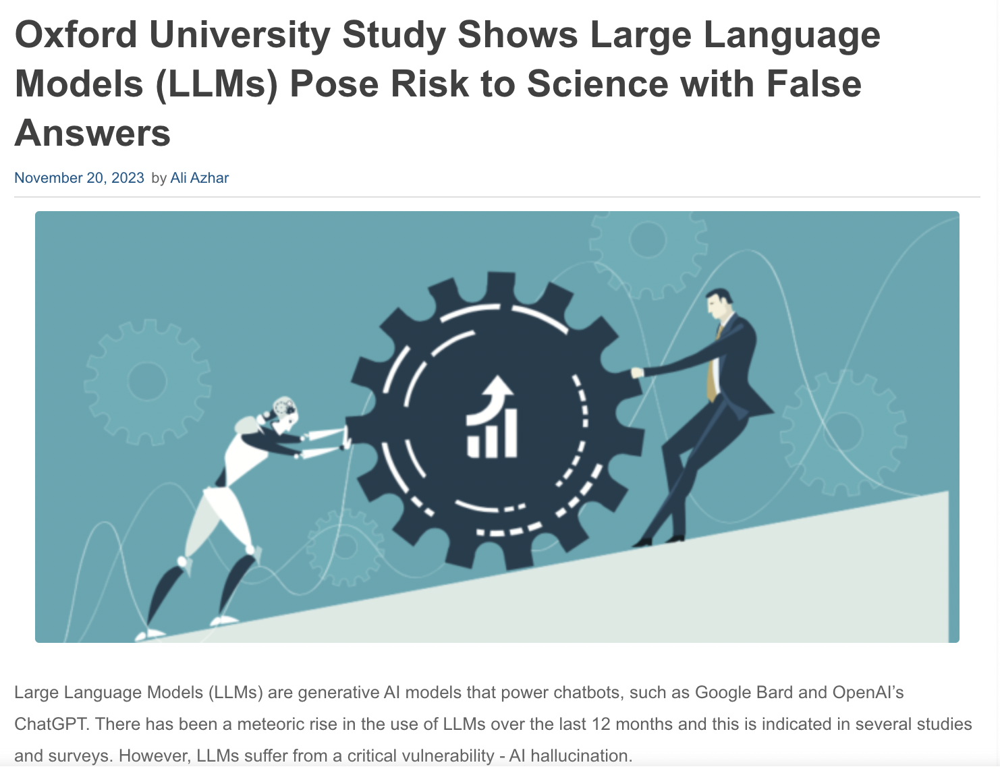 Oxford University Study Shows Large Language
Models (LLMs) Pose Risk to Science with False
Answers
November 20, 2023 by Ali Azhar
Large Language Models (LLMs) are generative AI models that power chatbots, such as Google Bard and OpenAI’s
ChatGPT. There has been a meteoric rise in the use of LLMs over the last 12 months and this is indicated in several studies
and surveys. However, LLMs suffer from a critical vulnerability - AI hallucination.